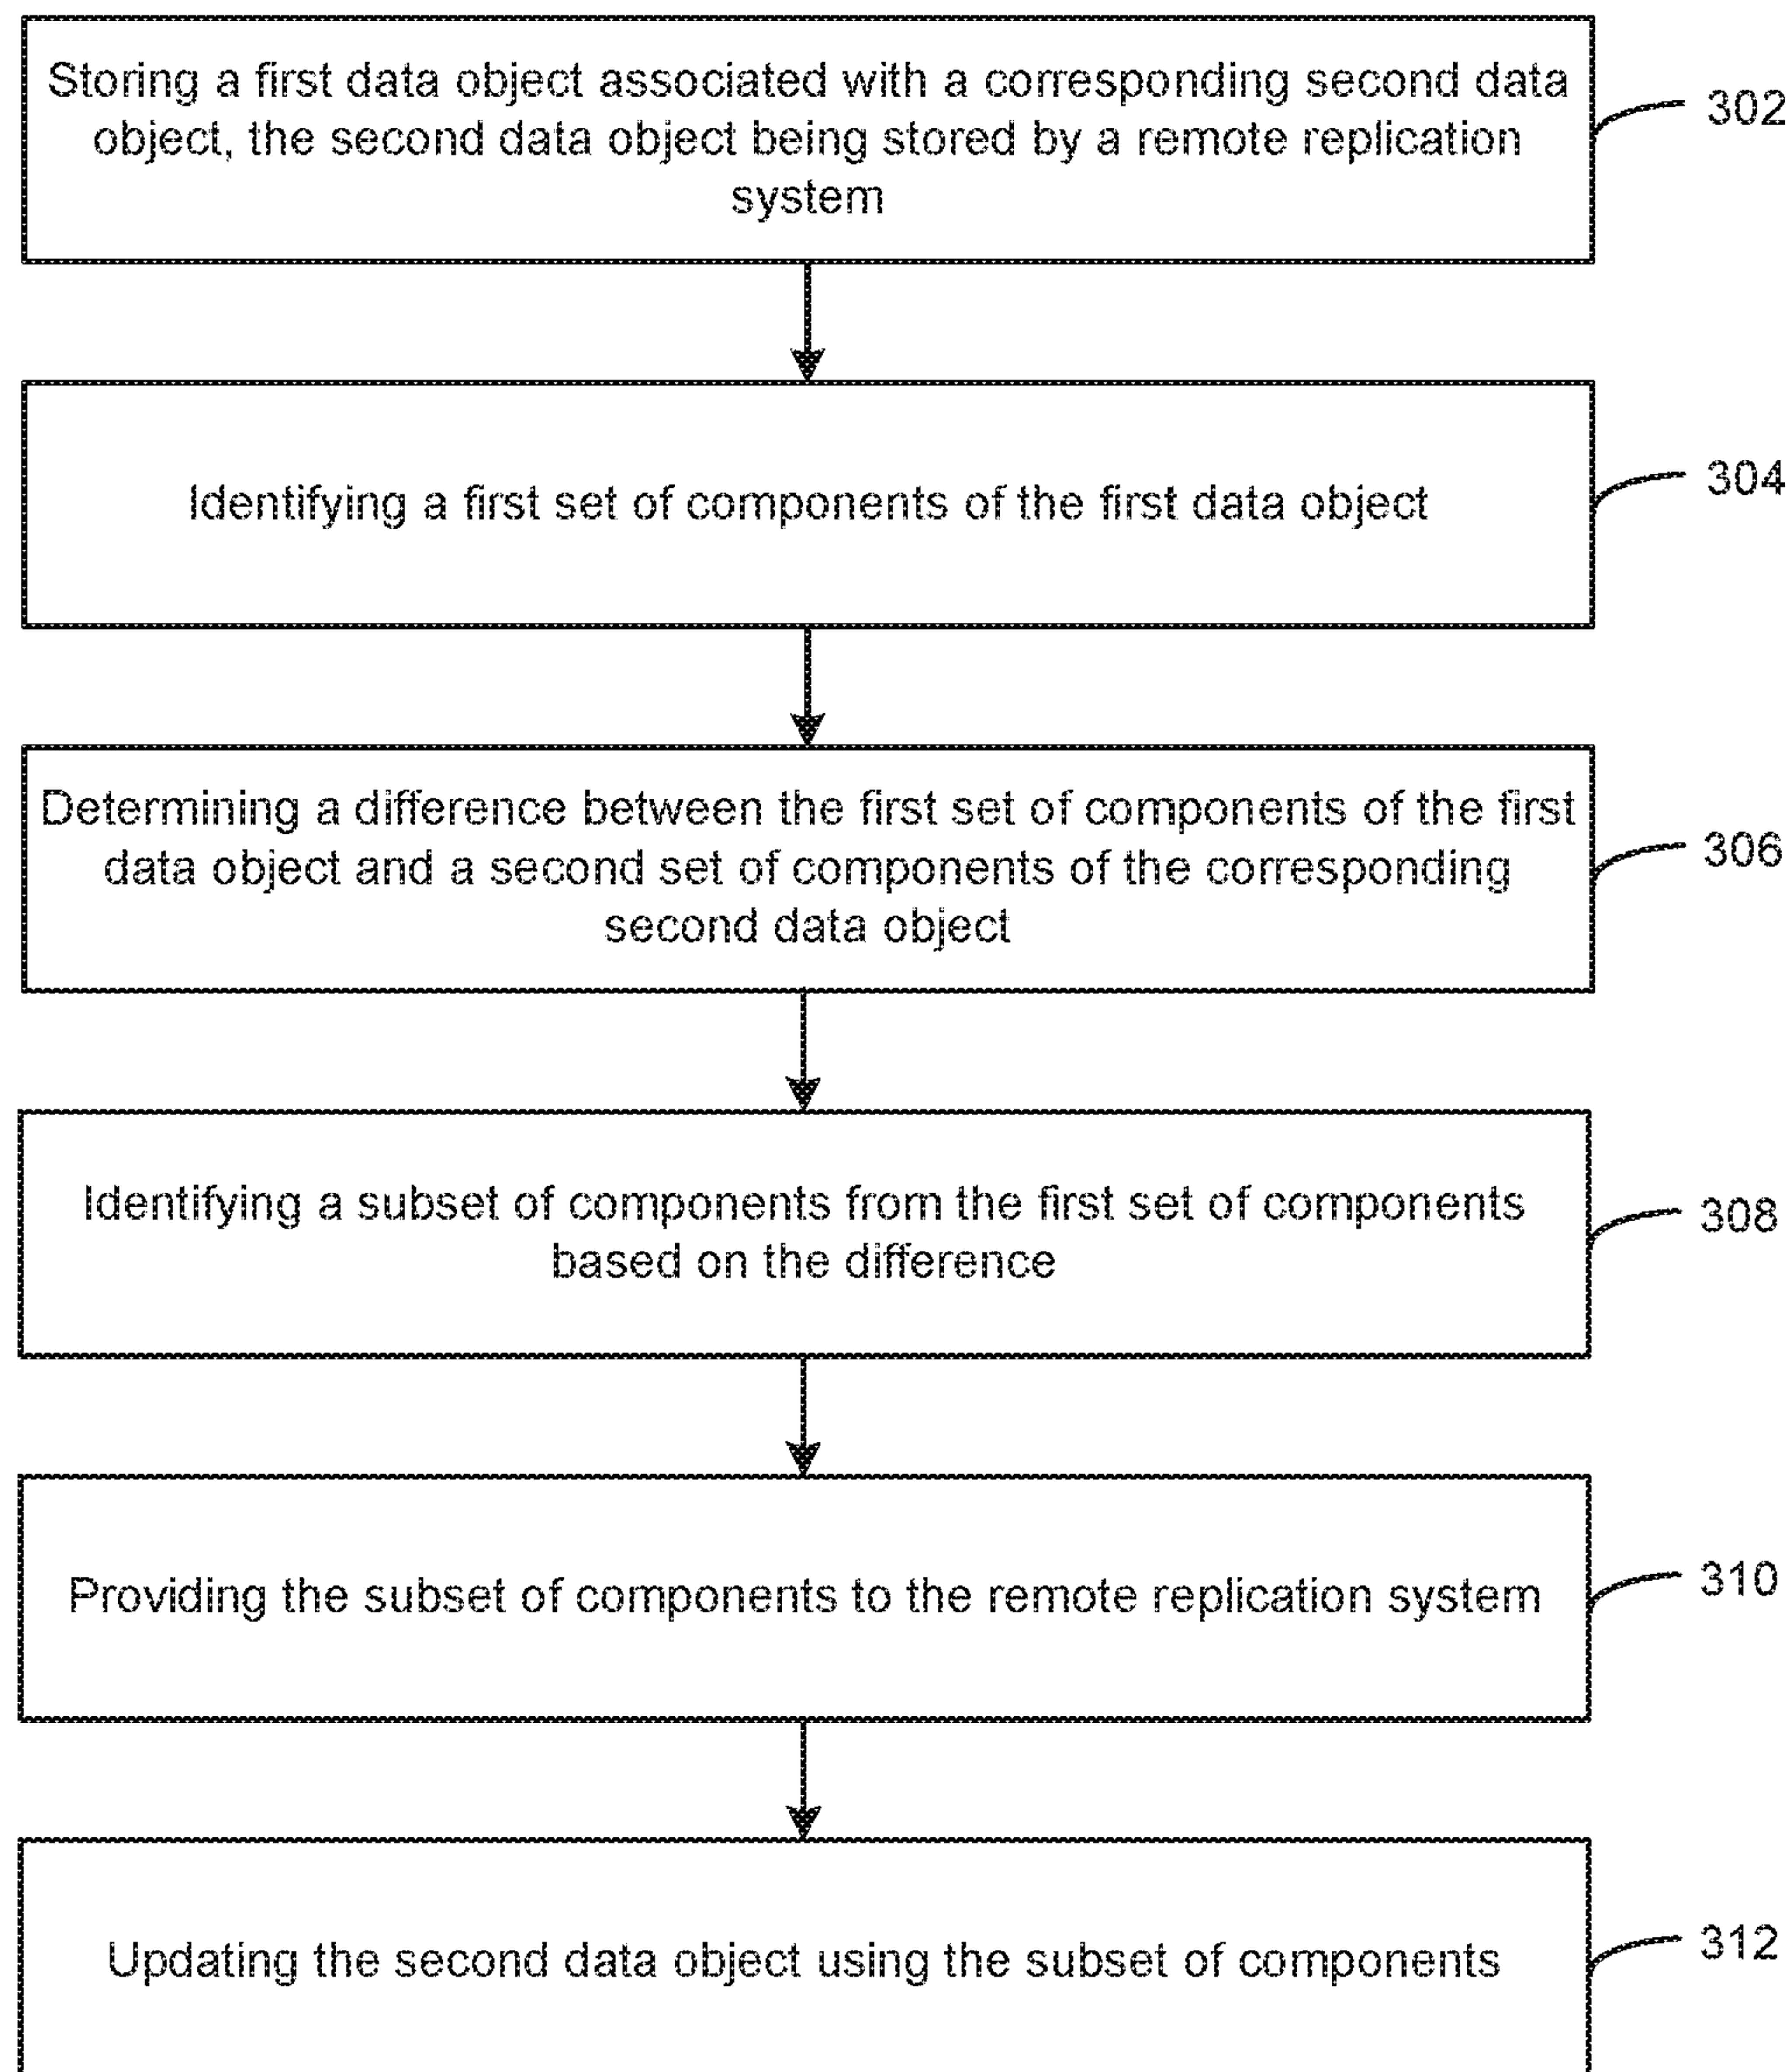 Storing a first data object associated with a corresponding second data
object, the second data object being stored by a remote replication
system
302
Identifying a first set of components of the first data object
304
Determining a difference between the first set of components of the first
data object and a second set of components of the corresponding
second data object
306
Identifying a subset of components from the first set of components
based on the difference
308
Providing the subset of components to the remote replication system
310
Updating the second data object using the subset of components
312